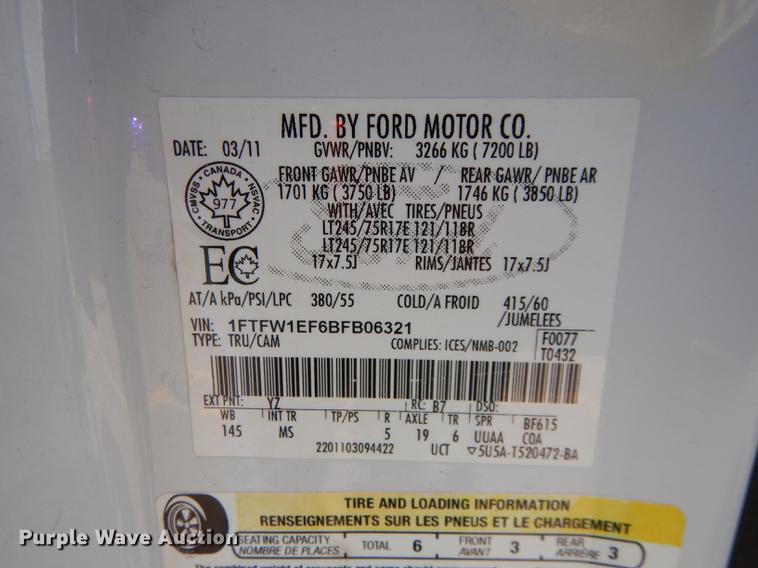 MFD. BY FORD MOTOR CO.
DATE: 03/11 GVWR/PNBV: 3266 KG ( 7200 LB)
FRONT GAWR/PNBE AV / REAR GAWR/ PNBE AR
1701 KG ( 3750 LB) 1746 KG ( 3850 LB)
WITH/AVEC TIRES/PNEUS
LT245/75R17E 121/118R
LT245/75R17E 121/118R
17x7.5J RIMS/JANTES 17x7.5J
CANADA
CMVSS 977 NSVAC
TRANSPORT
EC
AT/A kPa/PSI/LPC 380/55 COLD/A FROID 415/60
/JUMELEES
VIN: 1FTFW1EF6BFB06321
TYPE: TRU/CAM COMPLIES: ICES/NMB-002
F0077
T0432
EXT PNT: YZ RC: B7 DSO:
WB INT TR TP/PS R AXLE TR SPR BF615
145 MS 5 19 6 UUAA COA
2201103094422 UCT ▽5U5A-1520472-BA
TIRE AND LOADING INFORMATION
RENSEIGNEMENTS SUR LES PNEUS ET LE CHARGEMENT
SEATING CAPACITY
NOMBRE DE PLACES TOTAL 6 FRONT AVANT 3 REAR ARRIÈRE 3
Purple Wave Auction